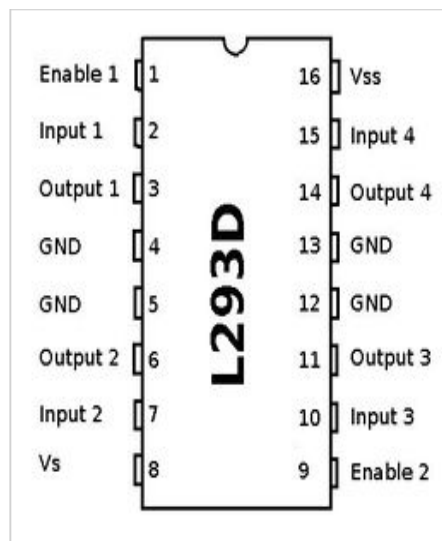 Enable 1 1 16 Vss
Input 1 2 15 Input 4
Output 1 3 14 Output 4
GND 4 13 GND
GND 5 12 GND
Output 2 6 11 Output 3
Input 2 7 10 Input 3
Vs 8 9 Enable 2
L293D